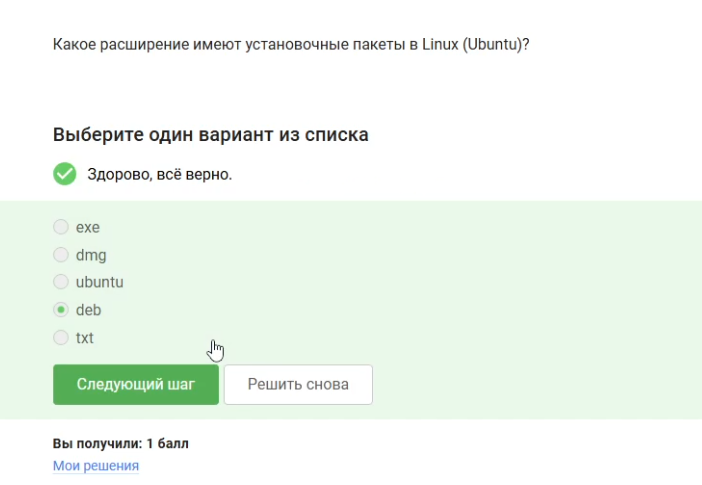 Какое расширение имеют установочные пакеты в Linux (Ubuntu)?
Выберите один вариант из списка
Здорово, всё верно.
exe
dmg
ubuntu
deb
txt
Следующий шаг
Решить снова
Вы получили: 1 балл
Мои решения